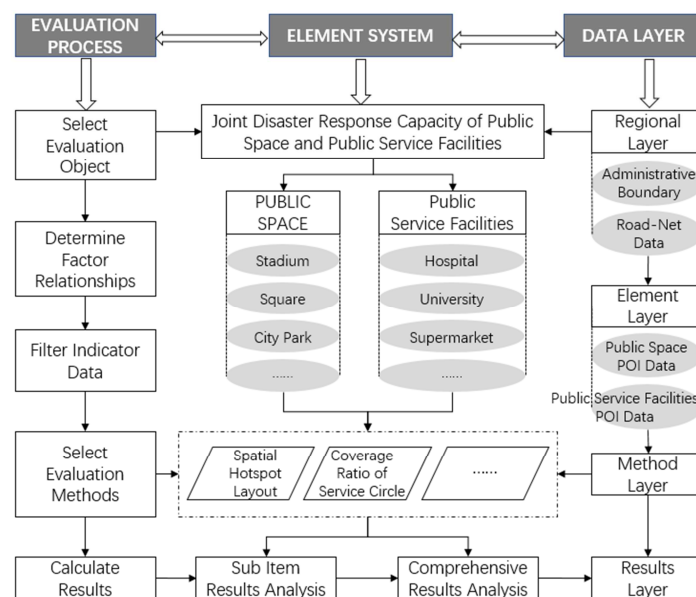 EVALUATION
PROCESS
ELEMENT SYSTEM
DATA LAYER
Select
Evaluation
Object
Joint Disaster Response Capacity of Public
Space and Public Service Facilities
Regional
Layer
Administrative
Boundary
Road-Net
Data
PUBLIC
SPACE
Public
Service Facilities
Determine
Factor
Relationships
Stadium
Square
City Park
......
Hospital
University
Supermarket
......
Element
Layer
Public Space
POI Data
Public Service Facilities
POI Data
Filter Indicator
Data
Select
Evaluation
Methods
Spatial
Hotspot
Layout
Coverage
Ratio of
Service Circle
......
Method
Layer
Calculate
Results
Sub Item
Results Analysis
Comprehensive
Results Analysis
Results
Layer